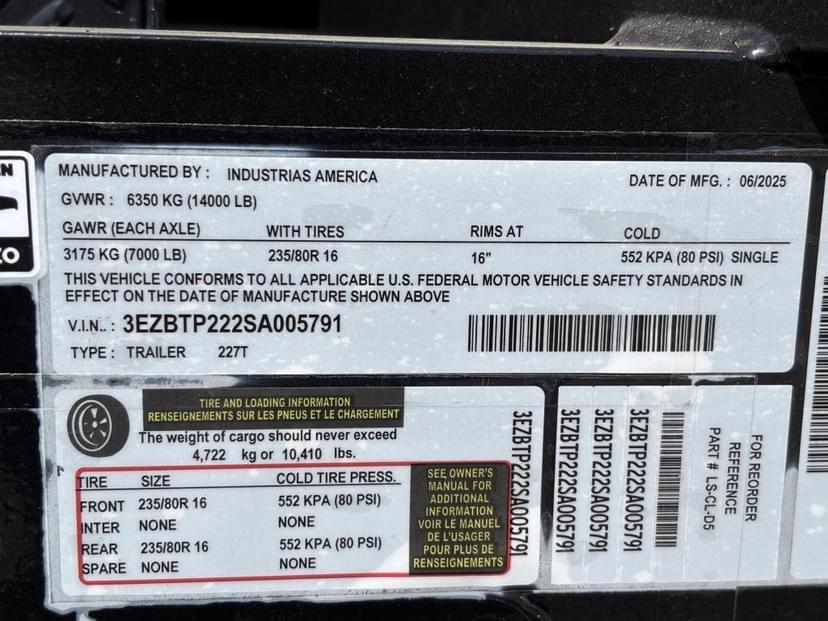 MANUFACTURED BY : INDUSTRIAS AMERICA
DATE OF MFG. : 06/2025
GVWR : 6350 KG (14000 LB)
GAWR (EACH AXLE) WITH TIRES RIMS AT COLD
3175 KG (7000 LB) 235/80R 16 16" 552 KPA (80 PSI) SINGLE
THIS VEHICLE CONFORMS TO ALL APPLICABLE U.S. FEDERAL MOTOR VEHICLE SAFETY STANDARDS IN
EFFECT ON THE DATE OF MANUFACTURE SHOWN ABOVE
V.I.N.. : 3EZBTP222SA005791
TYPE : TRAILER 227T
TIRE AND LOADING INFORMATION
RENSEIGNEMENTS SUR LES PNEUS ET LE CHARGEMENT
The weight of cargo should never exceed
4,722 kg or 10,410 lbs.
TIRE SIZE COLD TIRE PRESS.
FRONT 235/80R 16 552 KPA (80 PSI)
INTER NONE NONE
REAR 235/80R 16 552 KPA (80 PSI)
SPARE NONE NONE
SEE OWNER'S
MANUAL FOR
ADDITIONAL
INFORMATION
VOIR LE MANUEL
DE L'USAGER
POUR PLUS DE
RENSEIGNEMENTS
3EZBTP222SA005791
3EZBTP222SA005791
3EZBTP222SA005791
3EZBTP222SA005791
FOR REORDER
REFERENCE
PART # LS-CL-D5